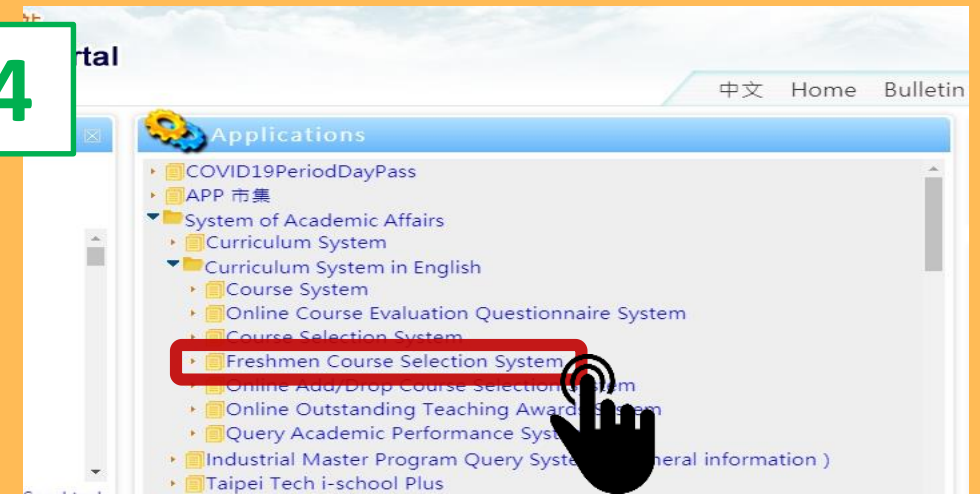 4
中文 Home Bulletin
Applications
COVID19PeriodDayPass
APP 市集
System of Academic Affairs
Curriculum System
Curriculum System in English
Course System
Online Course Evaluation Questionnaire System
Course Selection System
Freshmen Course Selection System
Online Add/Drop Course Selection
Online Outstanding Teaching Awards
Query Academic Performance
Industrial Master Program Query information )
Taipei Tech i-school Plus